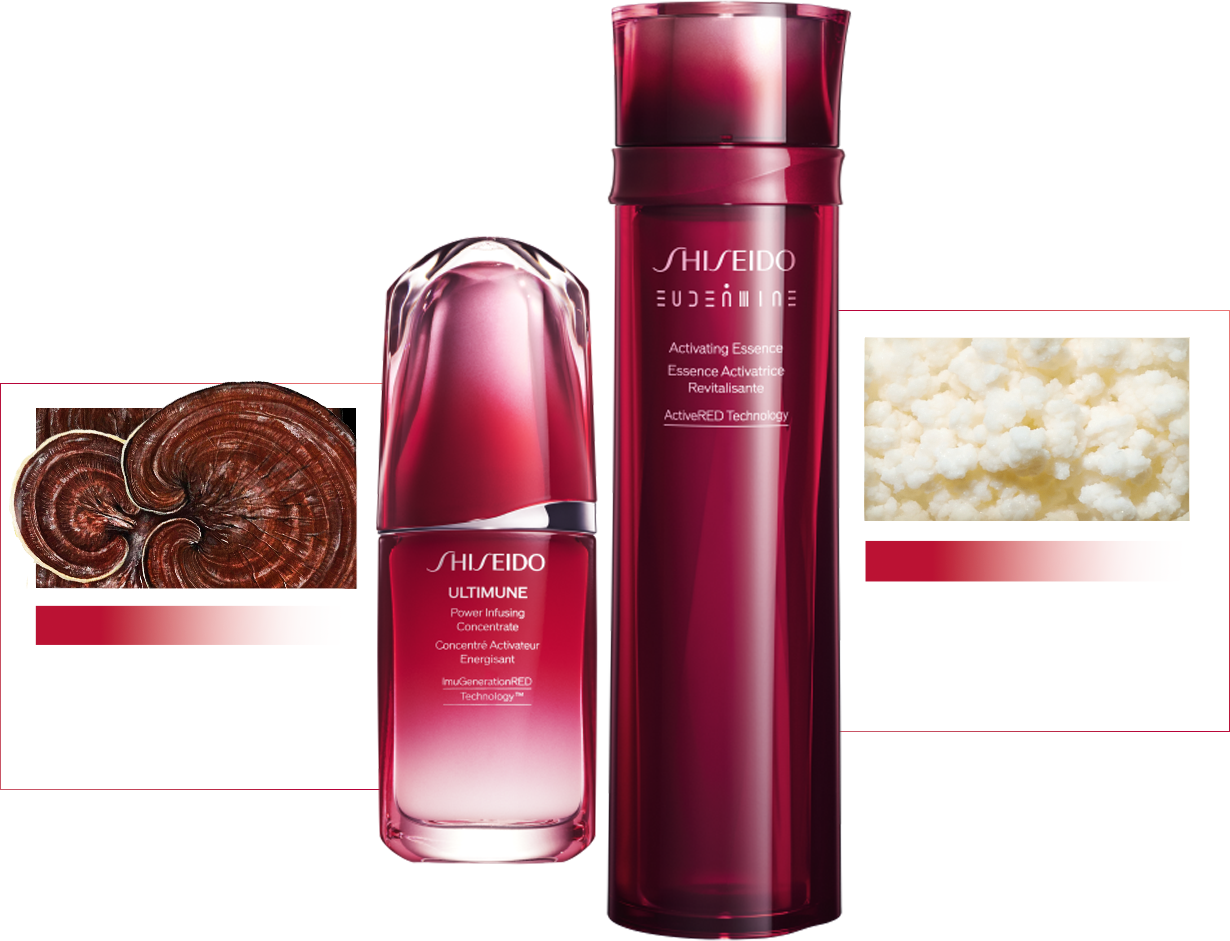 SHISEIDO
EUDERMINE
Activating Essence
Essence Activatrice
Revitalisante
ActiveRED Technology
SHISEIDO
ULTIMUNE
Power Infusing
Concentrate
Concentré Activateur
Energisant
ImuGenerationRED
Technology™